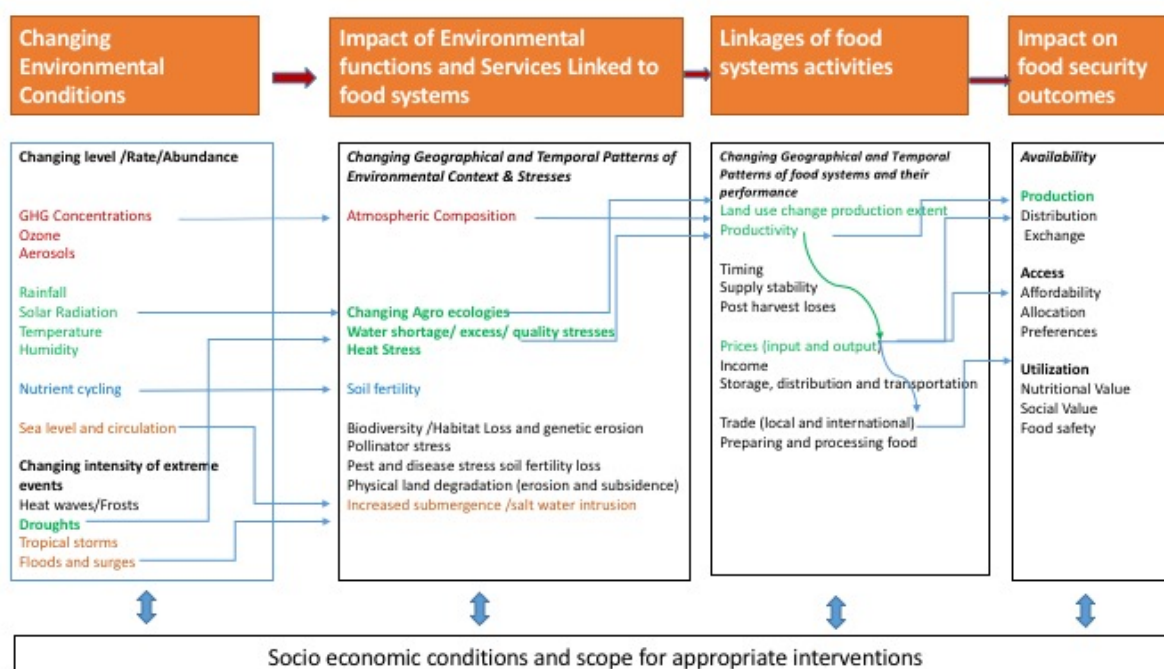 Changing
Environmental
Conditions
Impact of Environmental
functions and Services Linked to
food systems
Linkages of food
systems activities
Impact on
food security
outcomes
Changing level /Rate/Abundance
GHG Concentrations
Ozone
Aerosols
Rainfall
Solar Radiation
Temperature
Humidity
Nutrient cycling
Sea level and circulation
Changing intensity of extreme
events
Heat waves/Frosts
Droughts
Tropical storms
Floods and surges
Changing Geographical and Temporal Patterns of
Environmental Context & Stresses
Atmospheric Composition
Changing Agro ecologies
Water shortage/ excess/ quality stresses
Heat Stress
Soil fertility
Biodiversity /Habitat Loss and genetic erosion
Pollinator stress
Pest and disease stress soil fertility loss
Physical land degradation (erosion and subsidence)
Increased submergence /salt water intrusion
Changing Geographical and Temporal
Patterns of food systems and their
performance
Land use change production extent
Productivity
Timing
Supply stability
Post harvest loses
Prices (input and output)
Income
Storage, distribution and transportation
Trade (local and international)
Preparing and processing food
Availability
Production
Distribution
Exchange
Access
Affordability
Allocation
Preferences
Utilization
Nutritional Value
Social Value
Food safety
Socio economic conditions and scope for appropriate interventions